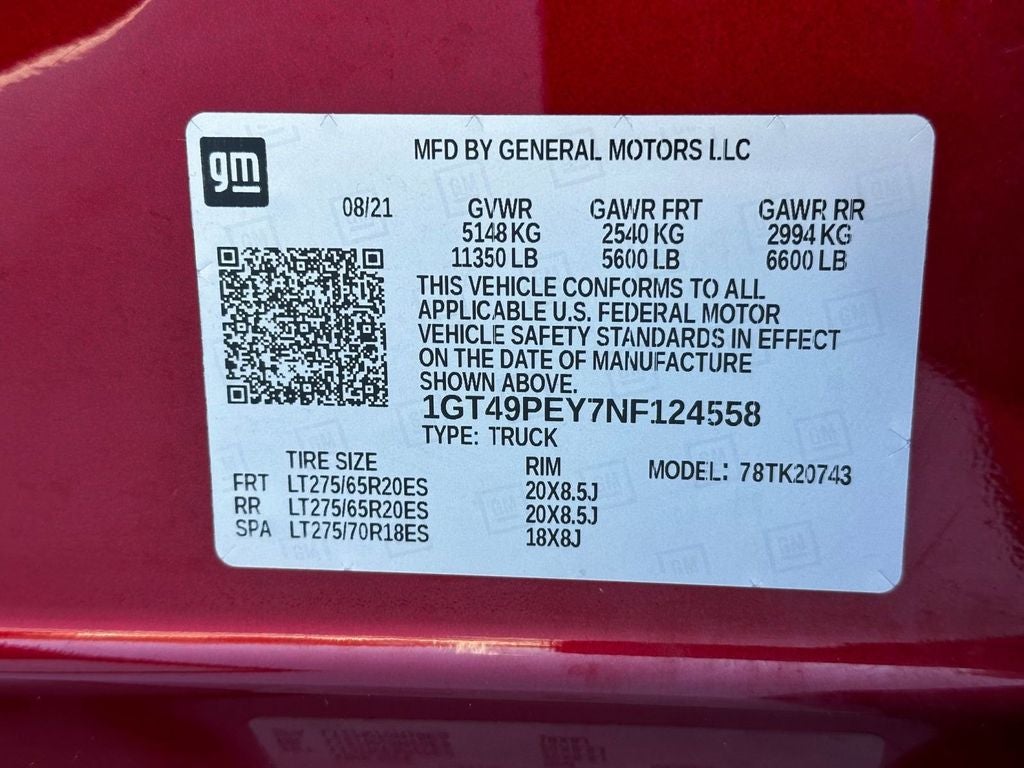 gm
MFD BY GENERAL MOTORS LLC
08/21 GVWR GAWR FRT GAWR RR
5148 KG 2540 KG 2994 KG
11350 LB 5600 LB 6600 LB
THIS VEHICLE CONFORMS TO ALL
APPLICABLE U.S. FEDERAL MOTOR
VEHICLE SAFETY STANDARDS IN EFFECT
ON THE DATE OF MANUFACTURE
SHOWN ABOVE.
1GT49PEY7NF124558
TYPE: TRUCK
TIRE SIZE RIM MODEL: 78TK20743
FRT LT275/65R20ES 20X8.5J
RR LT275/65R20ES 20X8.5J
SPA LT275/70R18ES 18X8J